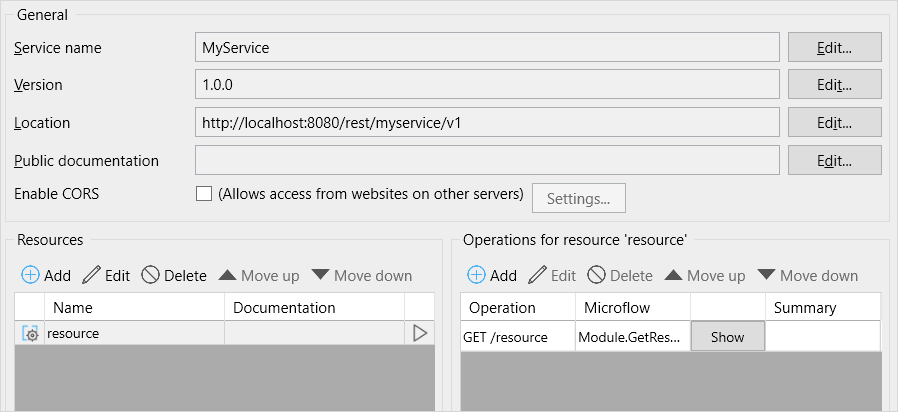 General
Service name MyService Edit...
Version 1.0.0 Edit...
Location http://localhost:8080/rest/myservice/v1 Edit...
Public documentation Edit...
Enable CORS (Allows access from websites on other servers) Settings...
Resources
Add Edit Delete Move up Move down
Name Documentation
resource
Operations for resource 'resource'
Add Edit Delete Move up Move down
Operation Microflow Summary
GET /resource Module.GetRes... Show